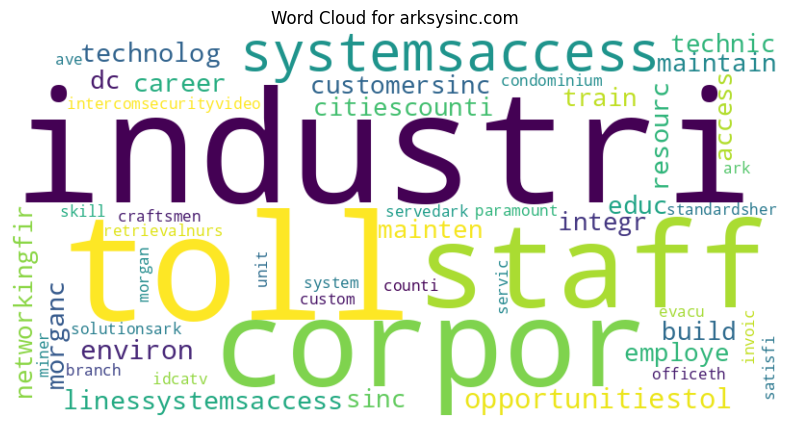 Word Cloud for arksysinc.com
ave
technolog
systemsaccess
technic
maintain
dc
career
customersinc
condominium
intercomsecurityvideo
citiescounti
train
resourc
access
industri
ark
networkingfir
skill
craftsmen
servedark
paramount
educ
standardsher
retrievalnurs
mainten
integr
toll
staff
morgan
unit
system
custom
counti
servic
miner
morganc
solutionsark
environ
branch
idcatv
corpor
evacu
build
invoic
satisfi
employe
officeth
linessystemsaccess
sinc
opportunitiestol